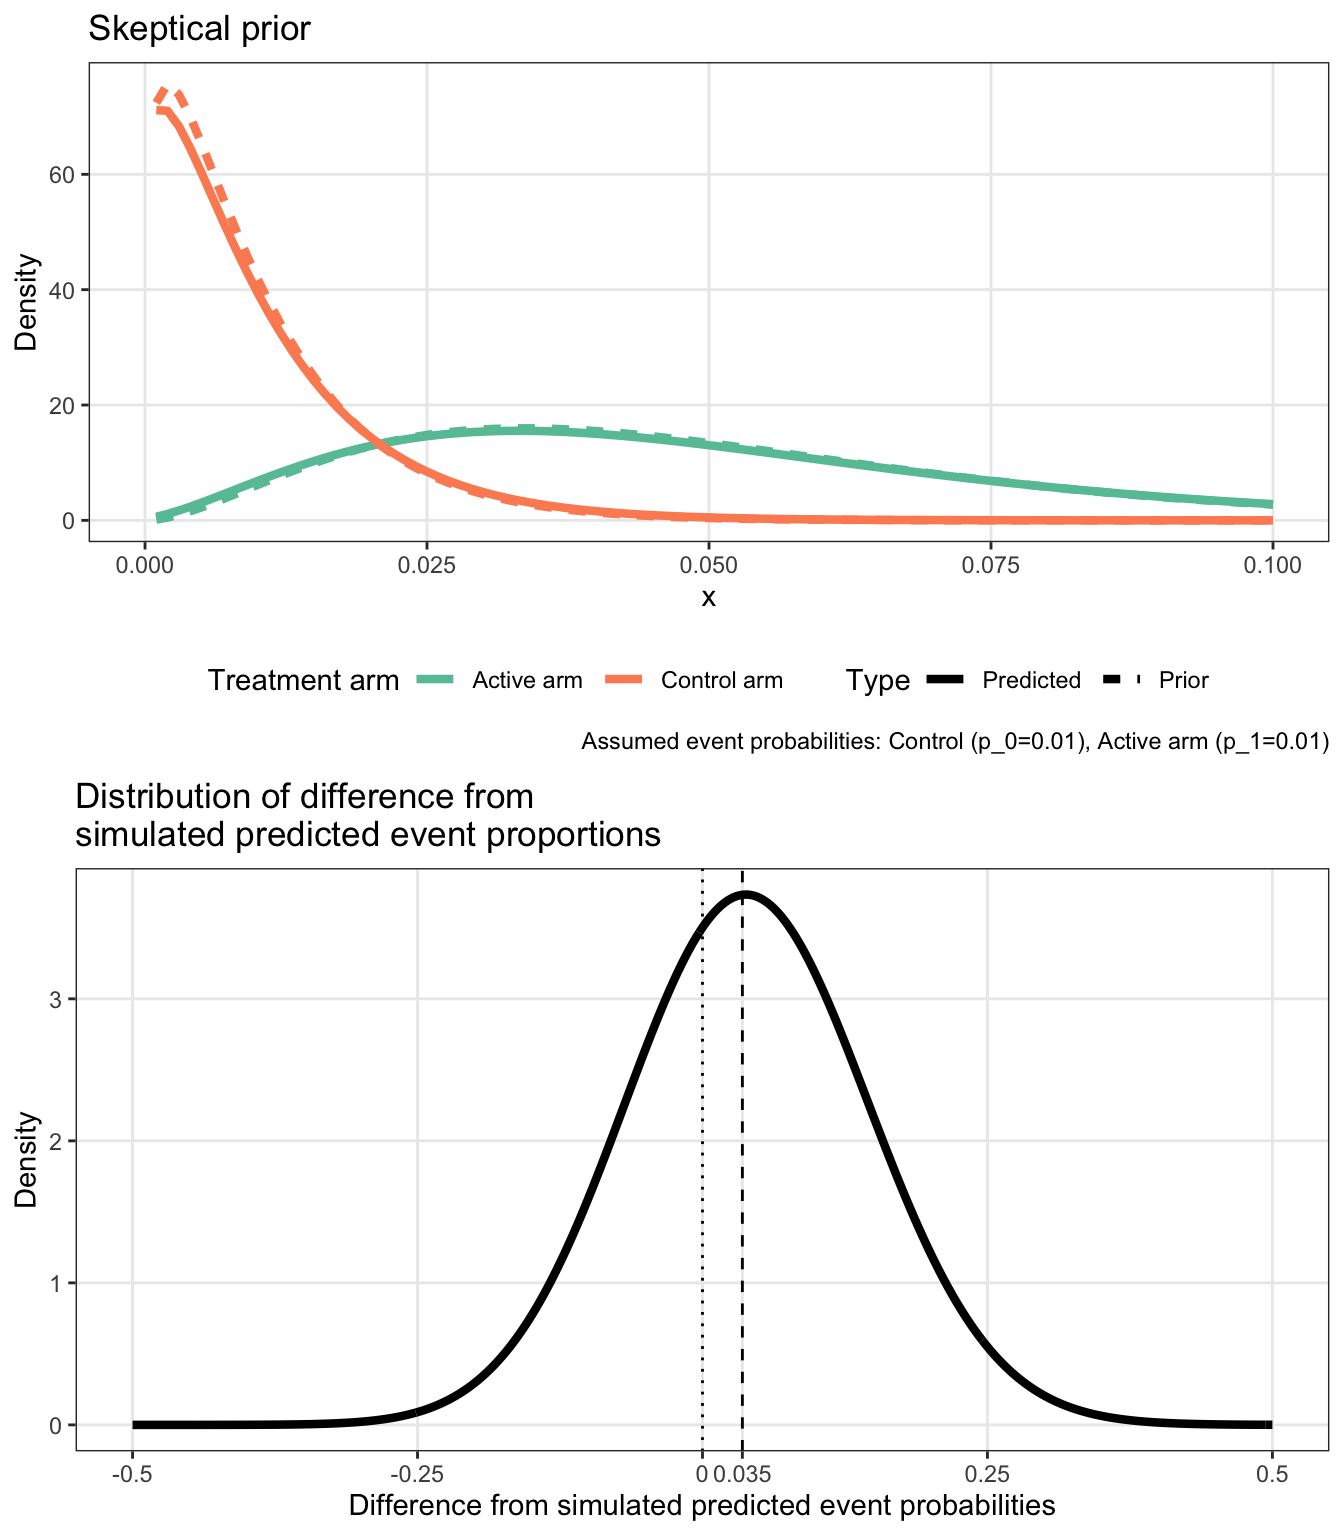 Skeptical prior
Density
60
40
20
0
0.000 0.025 0.050 0.075 0.100
x
Treatment arm Active arm Control arm Type Predicted Prior
Assumed event probabilities: Control (p_0=0.01), Active arm (p_1=0.01)
Distribution of difference from
simulated predicted event proportions
Density
3
2
1
0
-0.5 -0.25 0 0.035 0.25 0.5
Difference from simulated predicted event probabilities